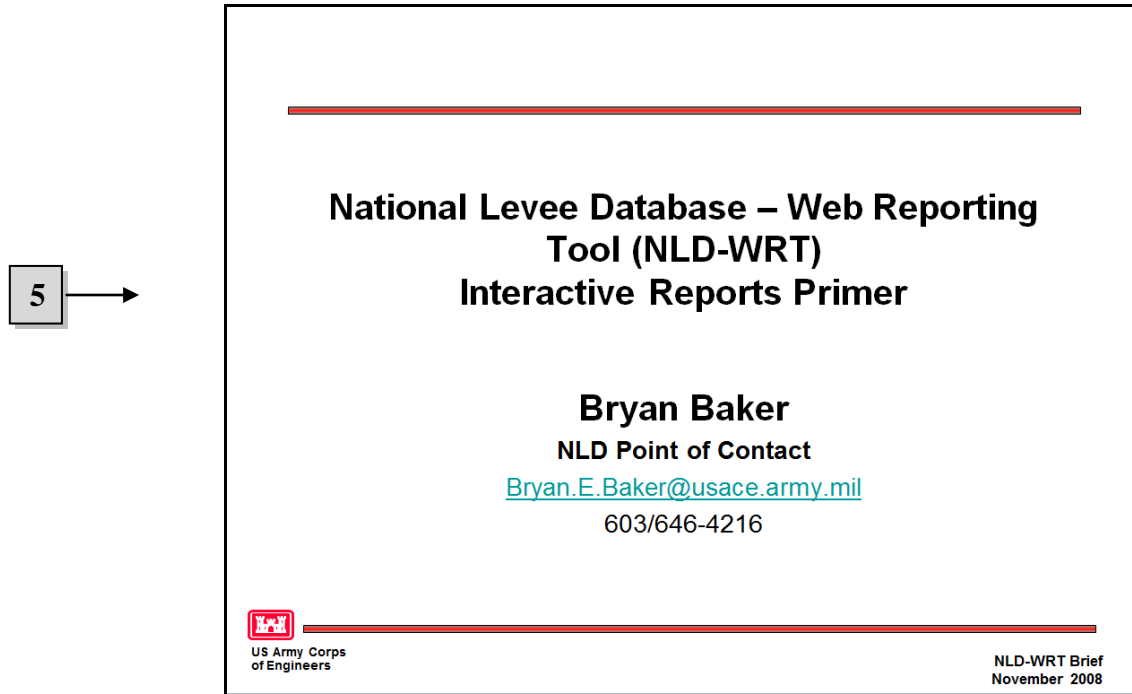 5
National Levee Database – Web Reporting
Tool (NLD-WRT)
Interactive Reports Primer
Bryan Baker
NLD Point of Contact
Bryan.E.Baker@usace.army.mil
603/646-4216
US Army Corps
of Engineers
NLD-WRT Brief
November 2008